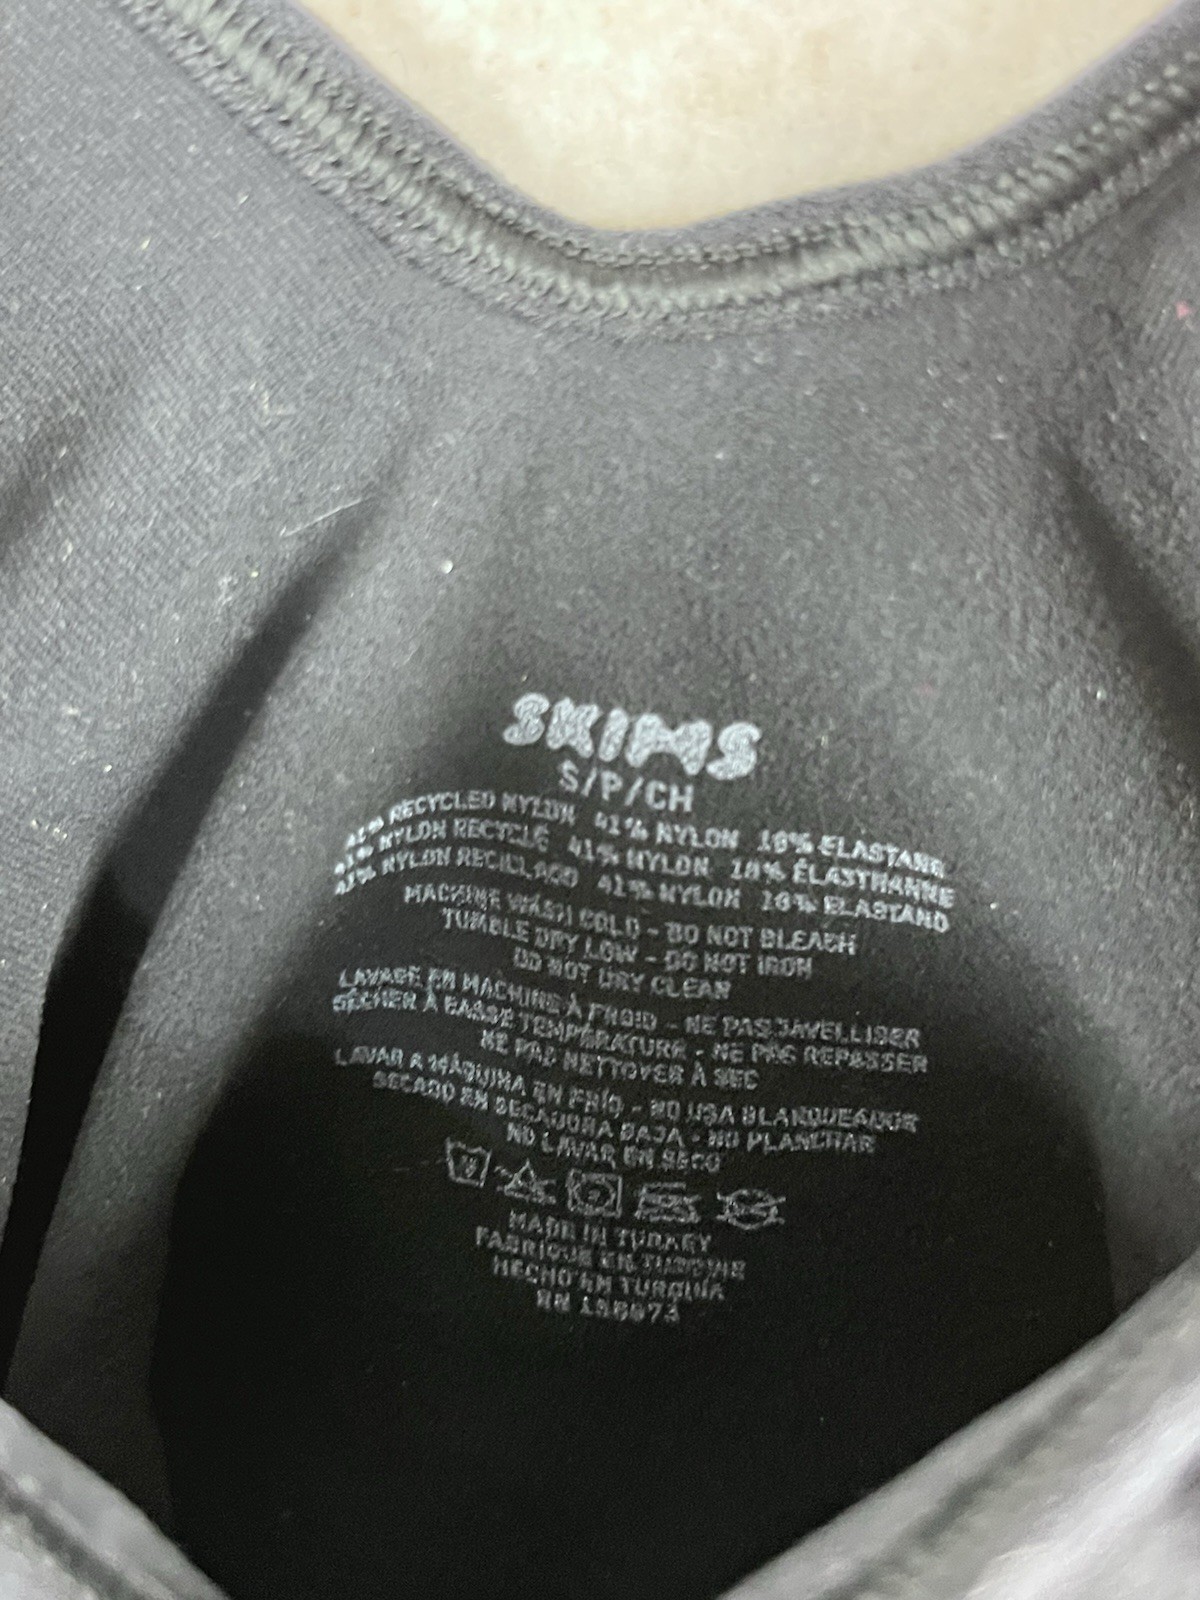 SKIMS
S/P/CH
41% RECYCLED NYLON 41% NYLON 18% ELASTANE
41% NYLON RECYCLÉ 41% NYLON 18% ÉLASTHANNE
41% NYLON RECICLADO 41% NYLON 18% ELASTANO
MACHINE WASH COLD - DO NOT BLEACH
TUMBLE DRY LOW - DO NOT IRON
DO NOT DRY CLEAN
LAVAGE EN MACHINE À FROID - NE PAS JAVELLISER
SÉCHER À BASSE TEMPÉRATURE - NE PAS REPASSER
NE PAS NETTOYER À SEC
LAVAR A MÁQUINA EN FRÍO - NO USA BLANQUEADOR
SECADO EN SECADORA BAJA - NO PLANCHAR
NO LAVAR EN SECO
MADE IN TURKEY
FABRIQUÉ EN TURQUIE
HECHO EN TURQUÍA
RN